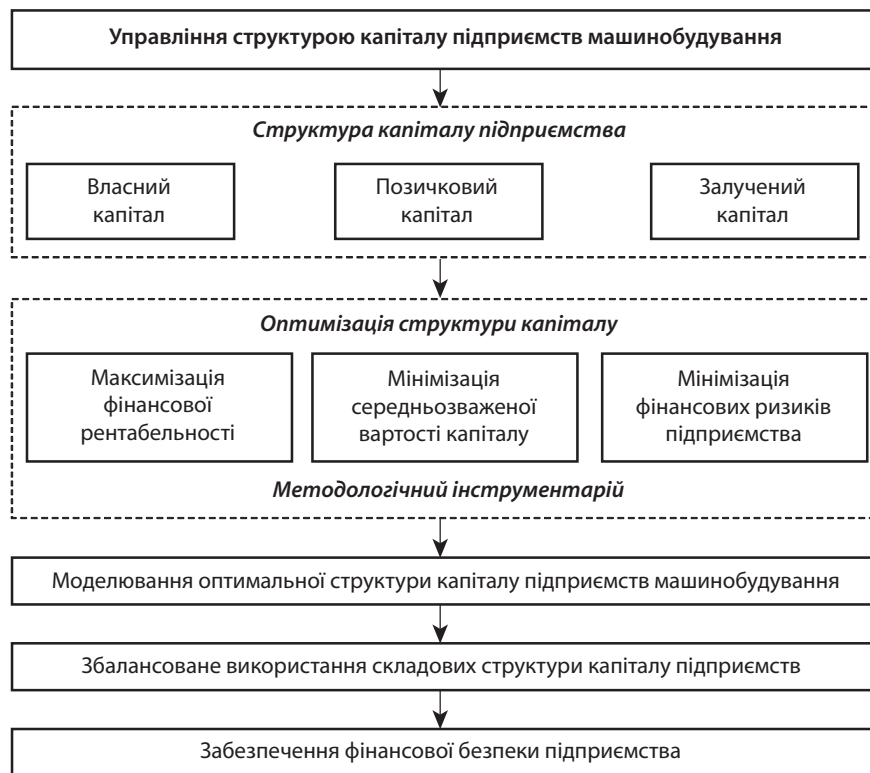 Управління структурою капіталу підприємств машинобудування
Структура капіталу підприємства
Власний
капітал
Позичковий
капітал
Залучений
капітал
Оптимізація структури капіталу
Максимізація
фінансової
рентабельності
Мінімізація
середньозваженої
вартості капіталу
Мінімізація
фінансових ризиків
підприємства
Методологічний інструментарій
Моделювання оптимальної структури капіталу підприємств машинобудування
Збалансоване використання складових структури капіталу підприємств
Забезпечення фінансової безпеки підприємства